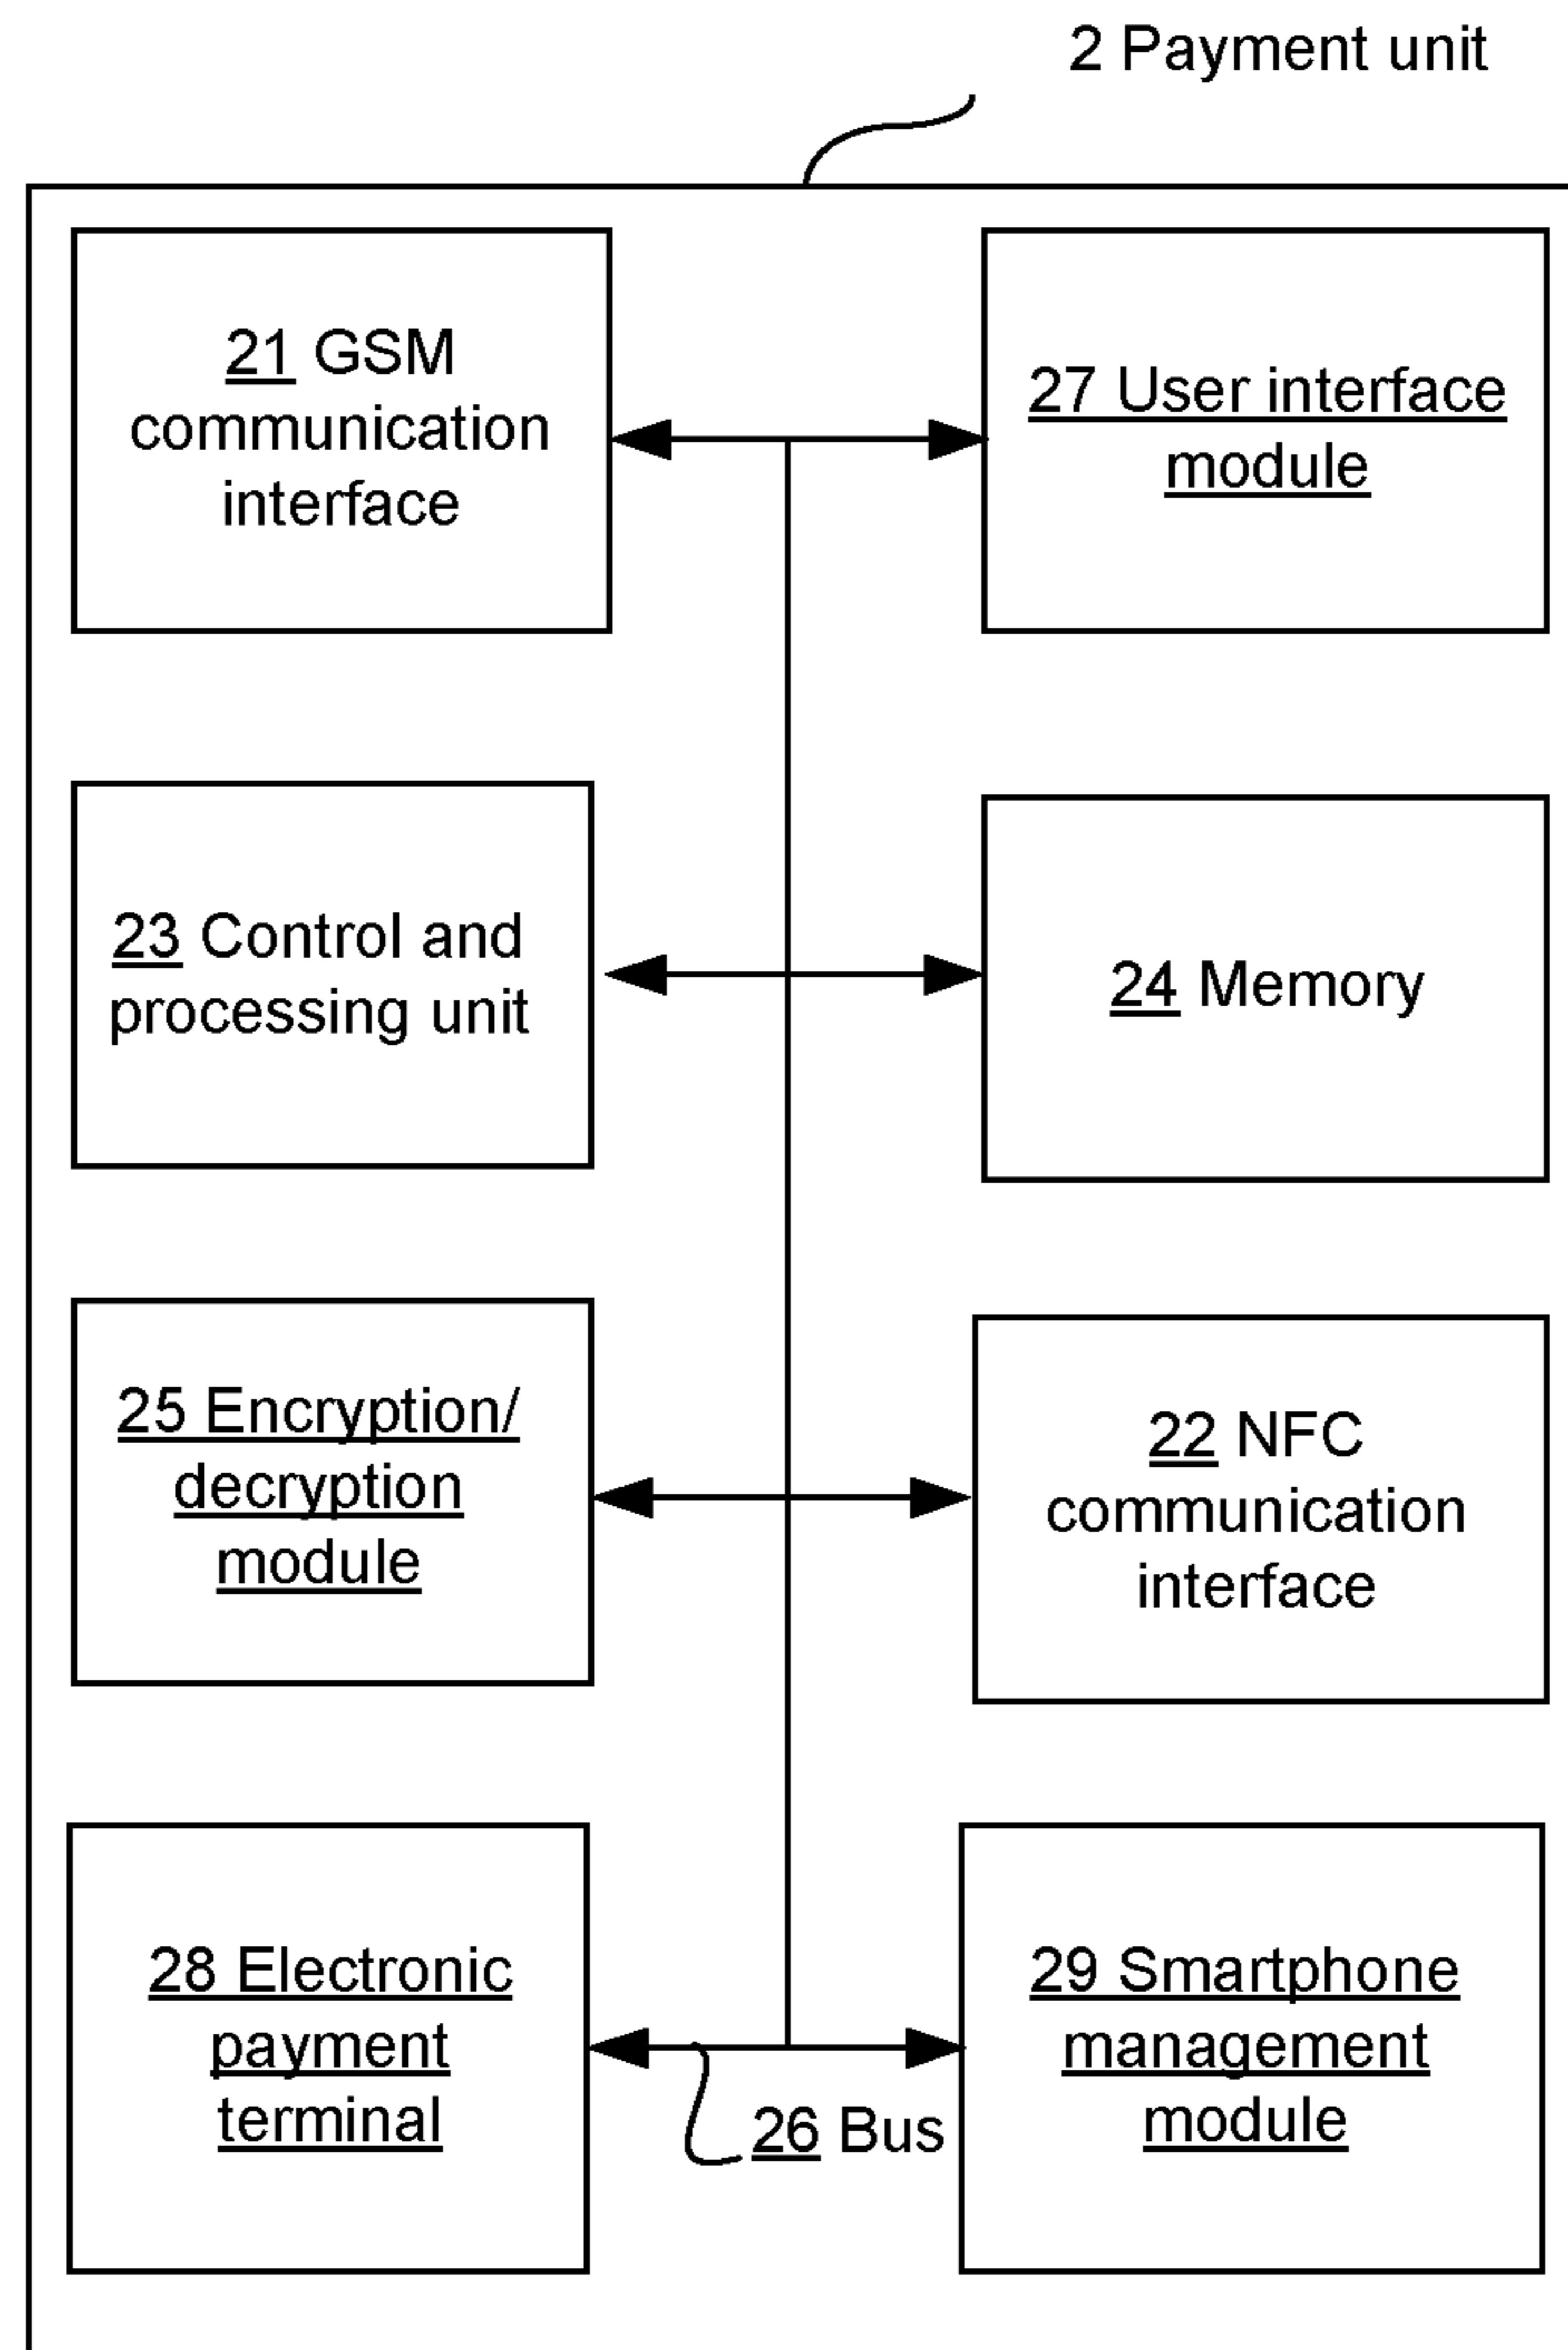 2 Payment unit
21 GSM
communication
interface
27 User interface
module
23 Control and
processing unit
24 Memory
25 Encryption/
decryption
module
22 NFC
communication
interface
28 Electronic
payment
terminal
29 Smartphone
management
module
26 Bus